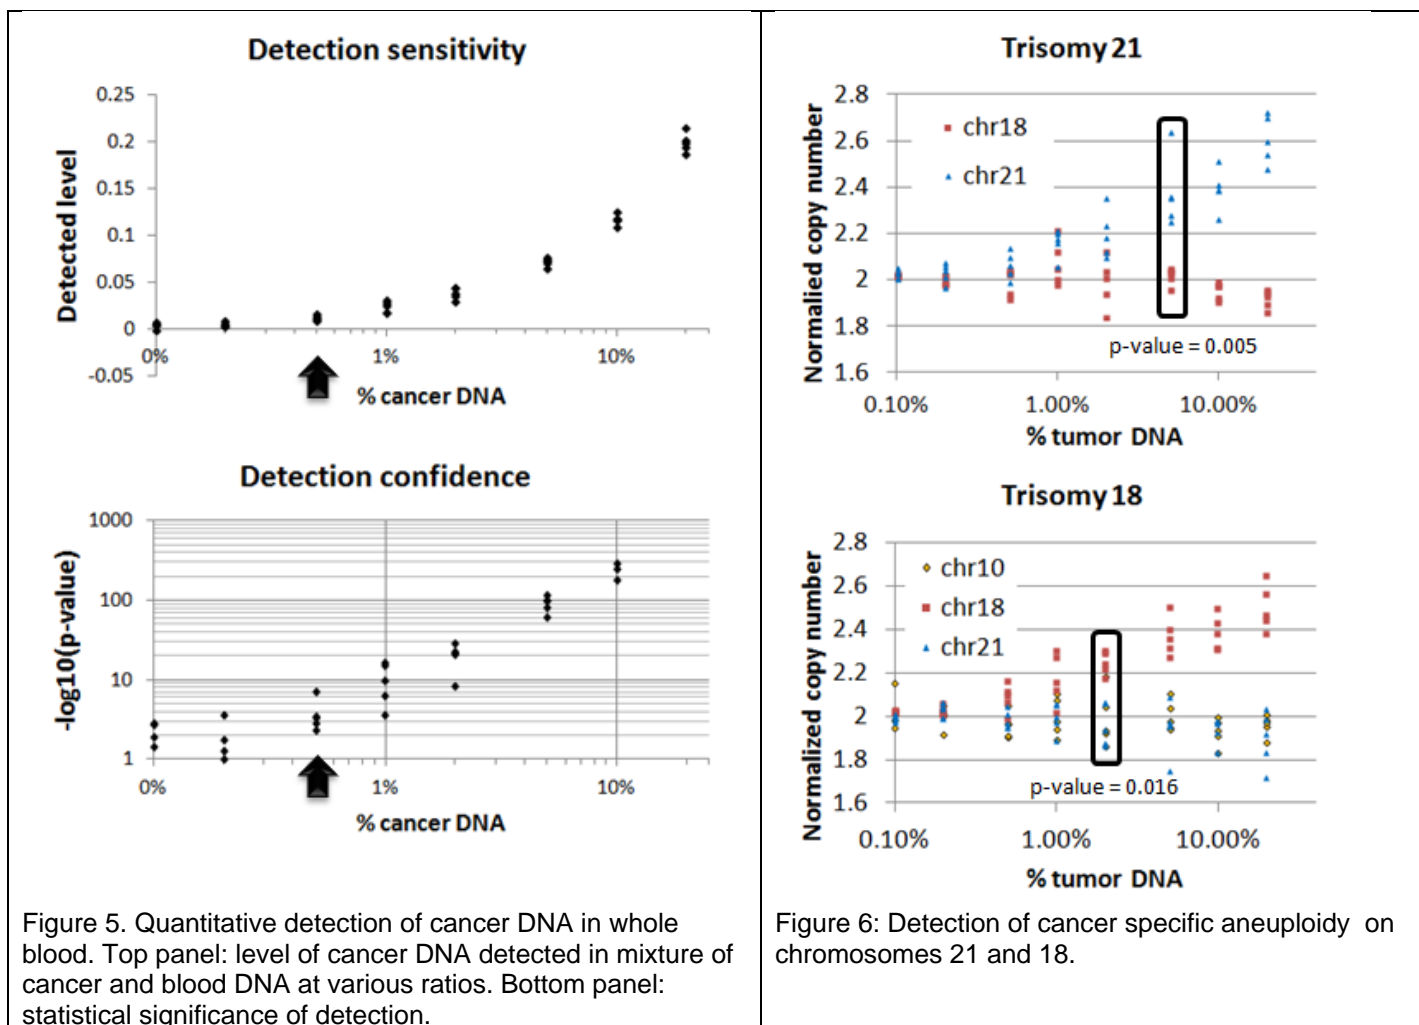 Detection sensitivity
0.25
0.2
0.15
0.1
0.05
0
-0.05
Detected level
0% 1% 10%
% cancer DNA
Detection confidence
1000
100
10
1
-log10(p-value)
0% 1% 10%
% cancer DNA
Figure 5. Quantitative detection of cancer DNA in whole
blood. Top panel: level of cancer DNA detected in mixture of
cancer and blood DNA at various ratios. Bottom panel:
statistical significance of detection.
Trisomy 21
2.8
2.6
2.4
2.2
2
1.8
1.6
Normalied copy number
chr18
chr21
p-value = 0.005
0.10% 1.00% 10.00%
% tumor DNA
Trisomy 18
2.8
2.6
2.4
2.2
2
1.8
1.6
Normalized copy number
chr10
chr18
chr21
p-value = 0.016
0.10% 1.00% 10.00%
% tumor DNA
Figure 6: Detection of cancer specific aneuploidy on
chromosomes 21 and 18.